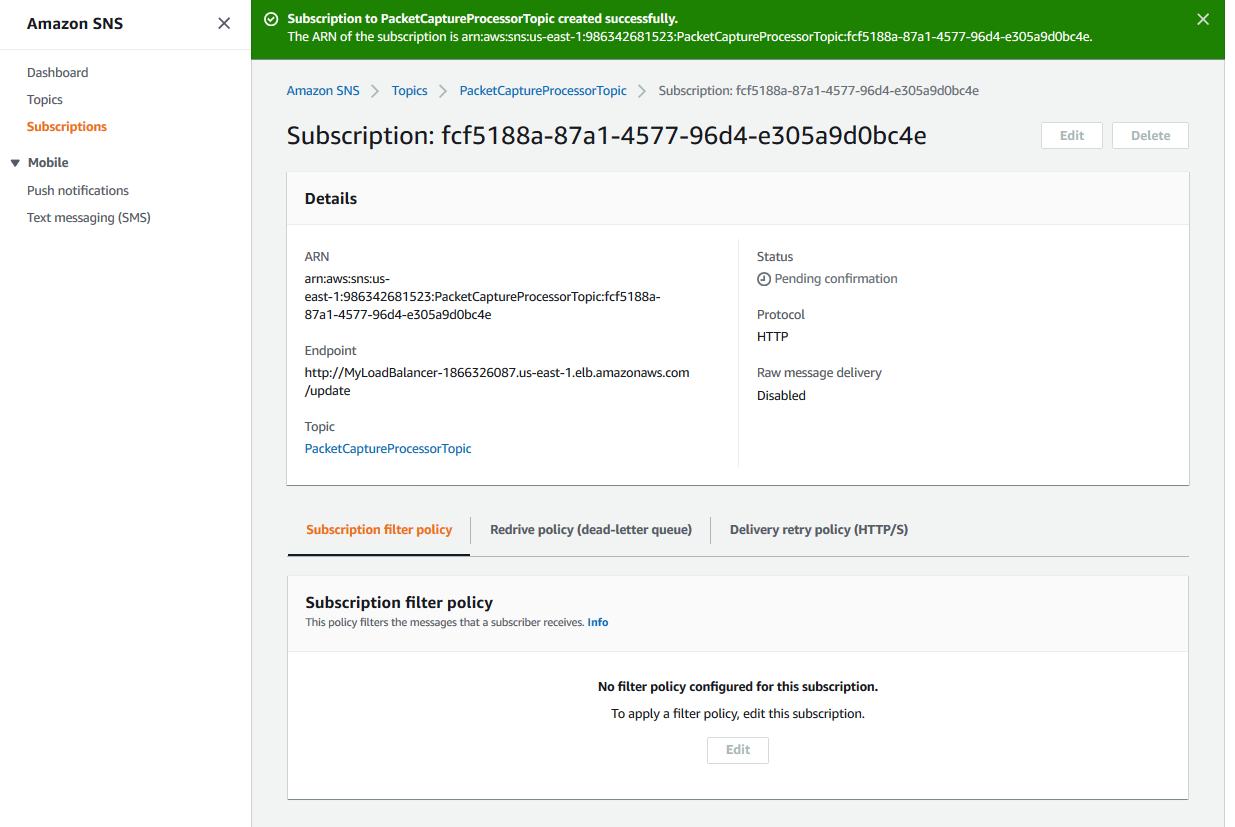 Amazon SNS
Dashboard
Topics
Subscriptions
Mobile
Push notifications
Text messaging (SMS)
Subscription to PacketCaptureProcessorTopic created successfully.
The ARN of the subscription is arn:aws:sns:us-east-1:986342681523:PacketCaptureProcessorTopic:fcf5188a-87a1-4577-96d4-e305a9d0bc4e.
Amazon SNS > Topics > PacketCaptureProcessorTopic > Subscription: fcf5188a-87a1-4577-96d4-e305a9d0bc4e
Subscription: fcf5188a-87a1-4577-96d4-e305a9d0bc4e
Edit
Delete
Details
ARN
arn:aws:sns:us-
east-1:986342681523:PacketCaptureProcessorTopic:fcf5188a-
87a1-4577-96d4-e305a9d0bc4e
Endpoint
http://MyLoadBalancer-1866326087.us-east-1.elb.amazonaws.com
/update
Topic
PacketCaptureProcessorTopic
Status
Pending confirmation
Protocol
HTTP
Raw message delivery
Disabled
Subscription filter policy
Redrive policy (dead-letter queue)
Delivery retry policy (HTTP/S)
Subscription filter policy
This policy filters the messages that a subscriber receives. Info
No filter policy configured for this subscription.
To apply a filter policy, edit this subscription.
Edit